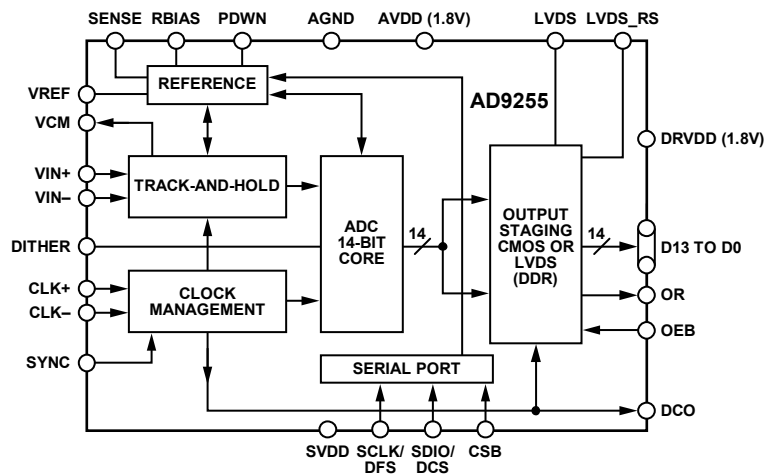 SENSE RBIAS PDWN AGND AVDD (1.8V) LVDS LVDS_RS
REFERENCE
AD9255
VREF
VCM
DRVDD (1.8V)
VIN+
VIN–
TRACK-AND-HOLD
ADC
14-BIT
CORE
14
OUTPUT
STAGING
CMOS OR
LVDS
(DDR)
14
D13 TO D0
DITHER
CLK+
CLK–
CLOCK
MANAGEMENT
OR
OEB
SYNC
SERIAL PORT
DCO
SVDD
SCLK/
DFS
SDIO/
DCS
CSB